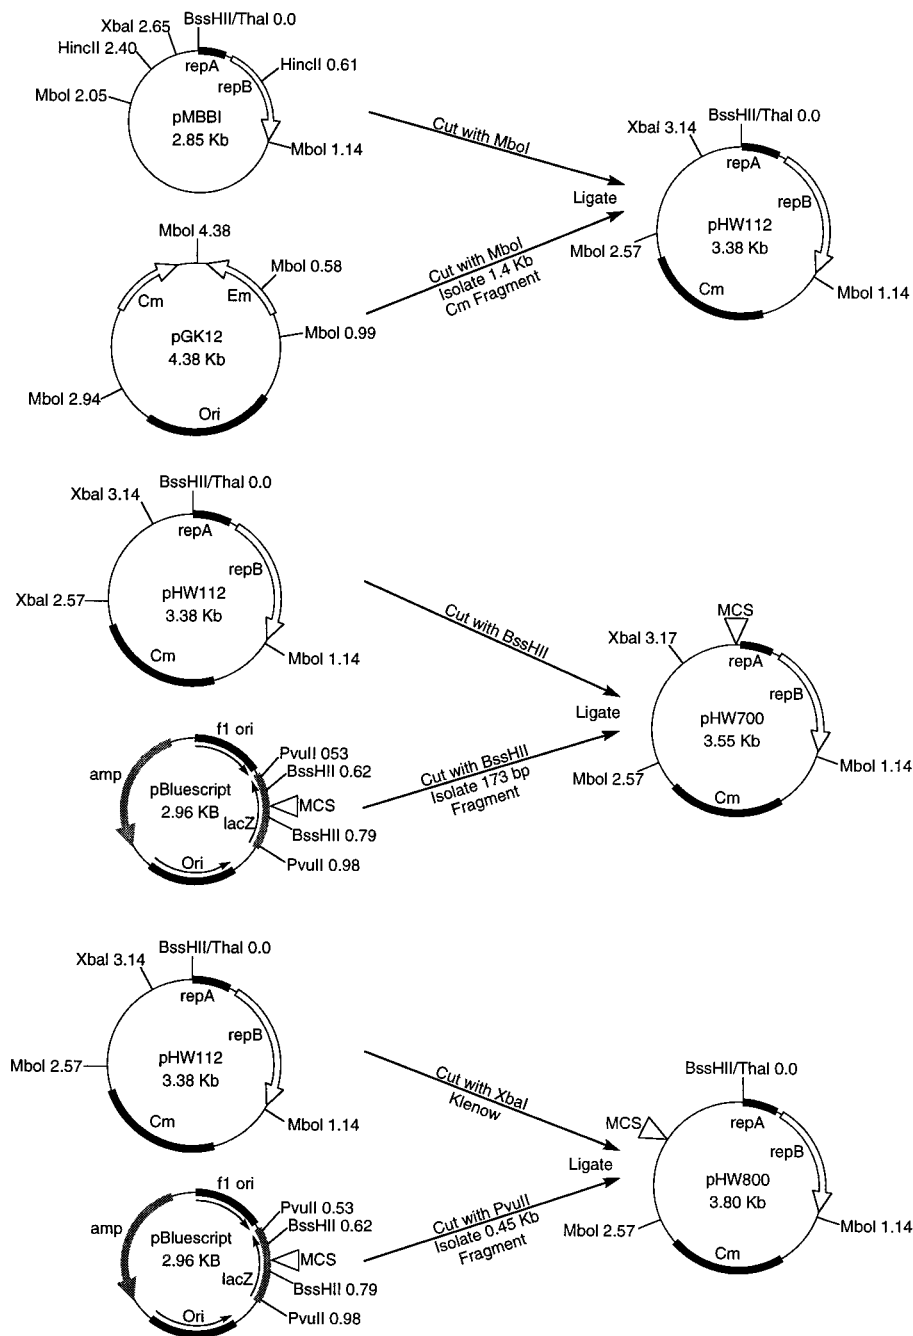 BssHII/ThaI 0.0
XbaI 2.65
HincII 2.40
MboI 2.05
repA
repB
HincII 0.61
pMBBI
2.85 Kb
MboI 1.14
Cut with MboI
Ligate
MboI 4.38
MboI 0.58
Cm
Em
pGK12
4.38 Kb
MboI 0.99
MboI 2.94
Ori
Cut with MboI
Isolate 1.4 Kb
Cm Fragment
BssHII/ThaI 0.0
XbaI 3.14
repA
repB
pHW112
3.38 Kb
MboI 2.57
Cm
MboI 1.14
BssHII/ThaI 0.0
XbaI 3.14
repA
repB
pHW112
3.38 Kb
XbaI 2.57
Cm
MboI 1.14
Cut with BssHII
Ligate
f1 ori
PvuII 053
BssHII 0.62
amp
pBluescript
2.96 KB
MCS
lacZ
BssHII 0.79
Ori
PvuII 0.98
Cut with BssHII
Isolate 173 bp
Fragment
MCS
XbaI 3.17
repA
repB
pHW700
3.55 Kb
MboI 2.57
Cm
MboI 1.14
BssHII/ThaI 0.0
XbaI 3.14
repA
repB
pHW112
3.38 Kb
MboI 2.57
Cm
MboI 1.14
Cut with XbaI
Klenow
Ligate
f1 ori
PvuII 0.53
BssHII 0.62
amp
pBluescript
2.96 KB
MCS
lacZ
BssHII 0.79
Ori
PvuII 0.98
Cut with PvuII
Isolate 0.45 Kb
Fragment
BssHII/ThaI 0.0
MCS
repA
repB
pHW800
3.80 Kb
MboI 2.57
Cm
MboI 1.14